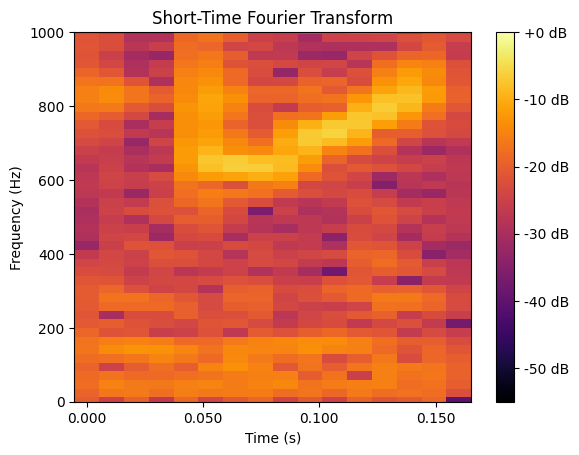 Short-Time Fourier Transform
1000
800
600
400
200
0
Frequency (Hz)
0.000
0.050
0.100
0.150
Time (s)
+0 dB
-10 dB
-20 dB
-30 dB
-40 dB
-50 dB